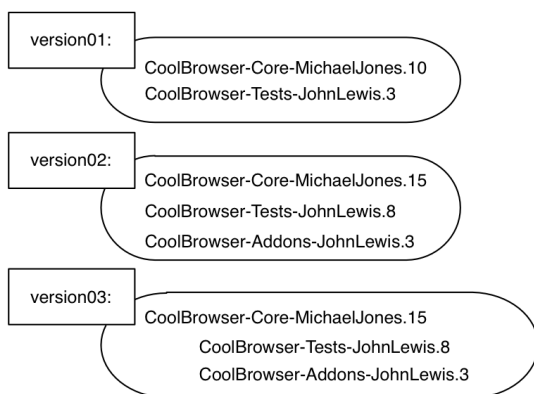 version01:
CoolBrowser-Core-MichaelJones.10
CoolBrowser-Tests-JohnLewis.3
version02:
CoolBrowser-Core-MichaelJones.15
CoolBrowser-Tests-JohnLewis.8
CoolBrowser-Addons-JohnLewis.3
version03:
CoolBrowser-Core-MichaelJones.15
CoolBrowser-Tests-JohnLewis.8
CoolBrowser-Addons-JohnLewis.3